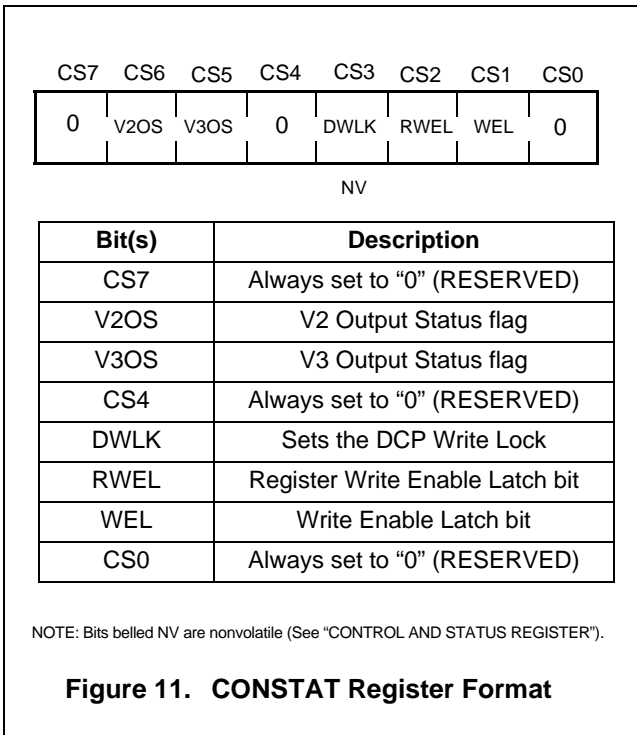 CS7 CS6 CS5 CS4 CS3 CS2 CS1 CS0
0 V2OS V3OS 0 DWLK RWEL WEL 0
NV
Bit(s) Description
CS7 Always set to “0” (RESERVED)
V2OS V2 Output Status flag
V3OS V3 Output Status flag
CS4 Always set to “0” (RESERVED)
DWLK Sets the DCP Write Lock
RWEL Register Write Enable Latch bit
WEL Write Enable Latch bit
CS0 Always set to “0” (RESERVED)
NOTE: Bits belled NV are nonvolatile (See “CONTROL AND STATUS REGISTER”).
Figure 11. CONSTAT Register Format